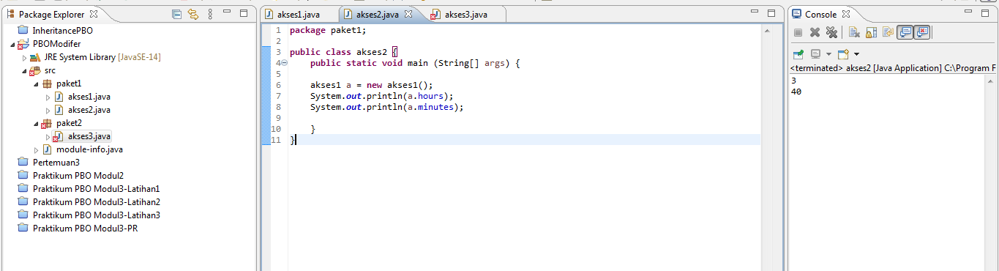 Package Explorer
InheritancePBO
PBOModifer
JRE System Library [JavaSE-14]
src
paket1
akses1.java
akses2.java
paket2
akses3.java
module-info.java
Pertemuan3
Praktikum PBO Modul2
Praktikum PBO Modul3-Latihan1
Praktikum PBO Modul3-Latihan2
Praktikum PBO Modul3-Latihan3
Praktikum PBO Modul3-PR
akses1.java akses2.java akses3.java
1 package paket1;
2
3 public class akses2 {
4 public static void main (String[] args) {
5
6 akses1 a = new akses1();
7 System.out.println(a.hours);
8 System.out.println(a.minutes);
9
10 }
11 }
Console
<terminated> akses2 [Java Application] C:\Program F
3
40